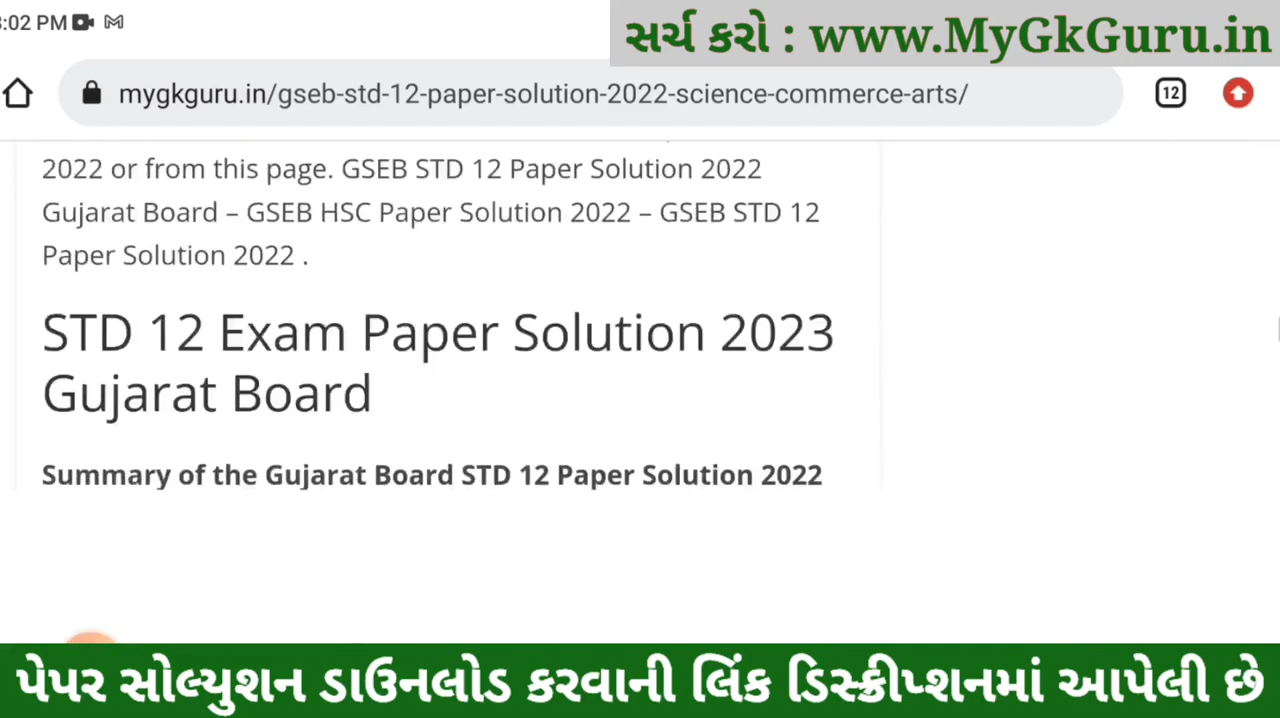 :02 PM
સર્ચ કરો : www.MyGkGuru.in
mygkguru.in/gseb-std-12-paper-solution-2022-science-commerce-arts/
12
2022 or from this page. GSEB STD 12 Paper Solution 2022
Gujarat Board – GSEB HSC Paper Solution 2022 – GSEB STD 12
Paper Solution 2022 .
STD 12 Exam Paper Solution 2023
Gujarat Board
Summary of the Gujarat Board STD 12 Paper Solution 2022
પેપર સોલ્યુશન ડાઉનલોડ કરવાની લિંક ડિસ્ક્રીપ્શનમાં આપેલી છે